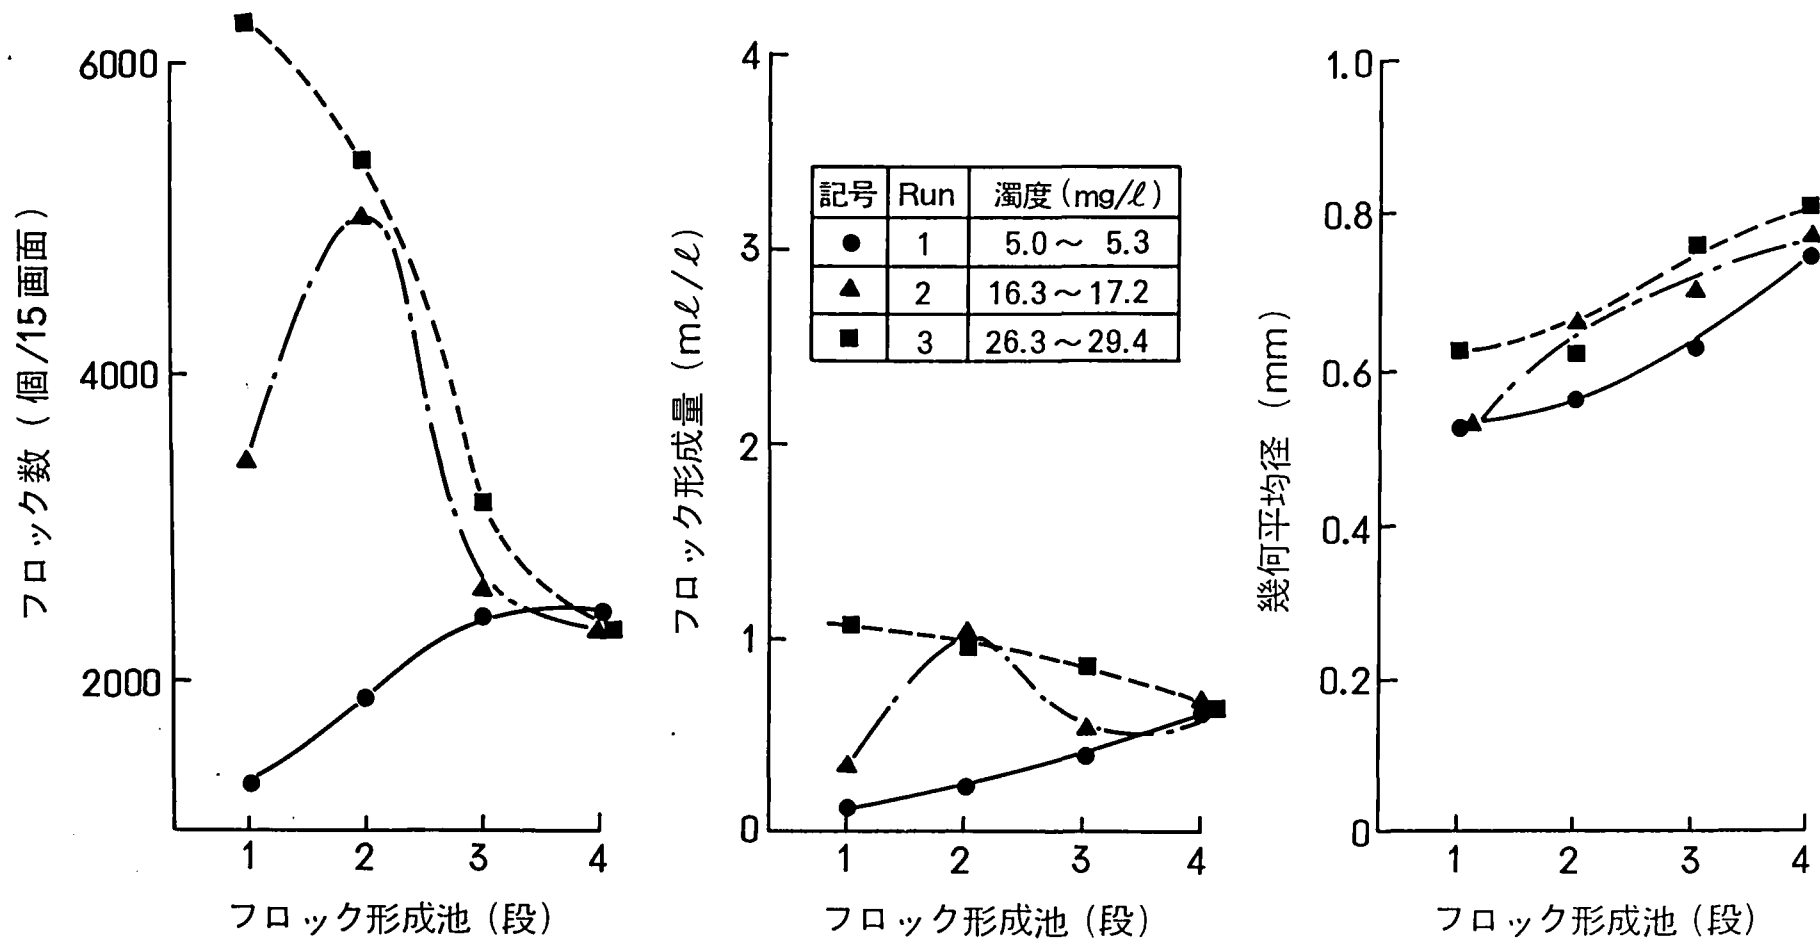 フロック数 (個/15画面)
6000
4000
2000
1 2 3 4
フロック形成池 (段)
フロック形成量 (mℓ/ℓ)
4
3
2
1
0
記号 Run 濁度 (mg/ℓ)
● 1 5.0～ 5.3
▲ 2 16.3～17.2
■ 3 26.3～29.4
1 2 3 4
フロック形成池 (段)
幾何平均径 (mm)
1.0
0.8
0.6
0.4
0.2
0
1 2 3 4
フロック形成池 (段)